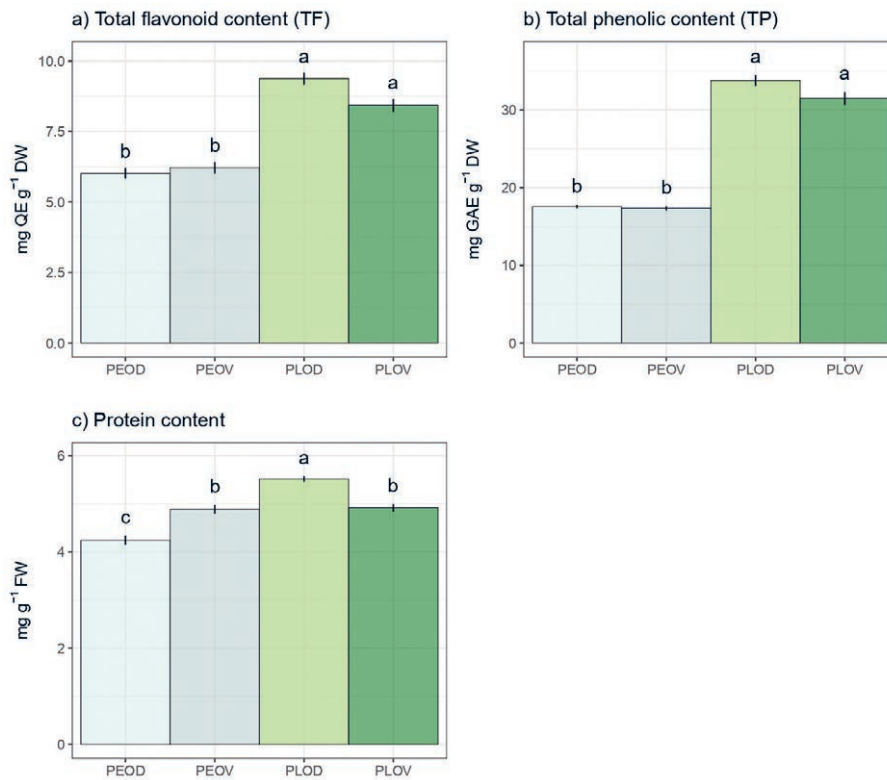 a) Total flavonoid content (TF)
mg QE g⁻¹ DW
10.0
7.5
5.0
2.5
0.0
b
b
a
a
PEOD PEOV PLOD PLOV
b) Total phenolic content (TP)
mg GAE g⁻¹ DW
30
20
10
0
b
b
a
a
PEOD PEOV PLOD PLOV
c) Protein content
mg g⁻¹ FW
6
4
2
0
c
b
a
b
PEOD PEOV PLOD PLOV